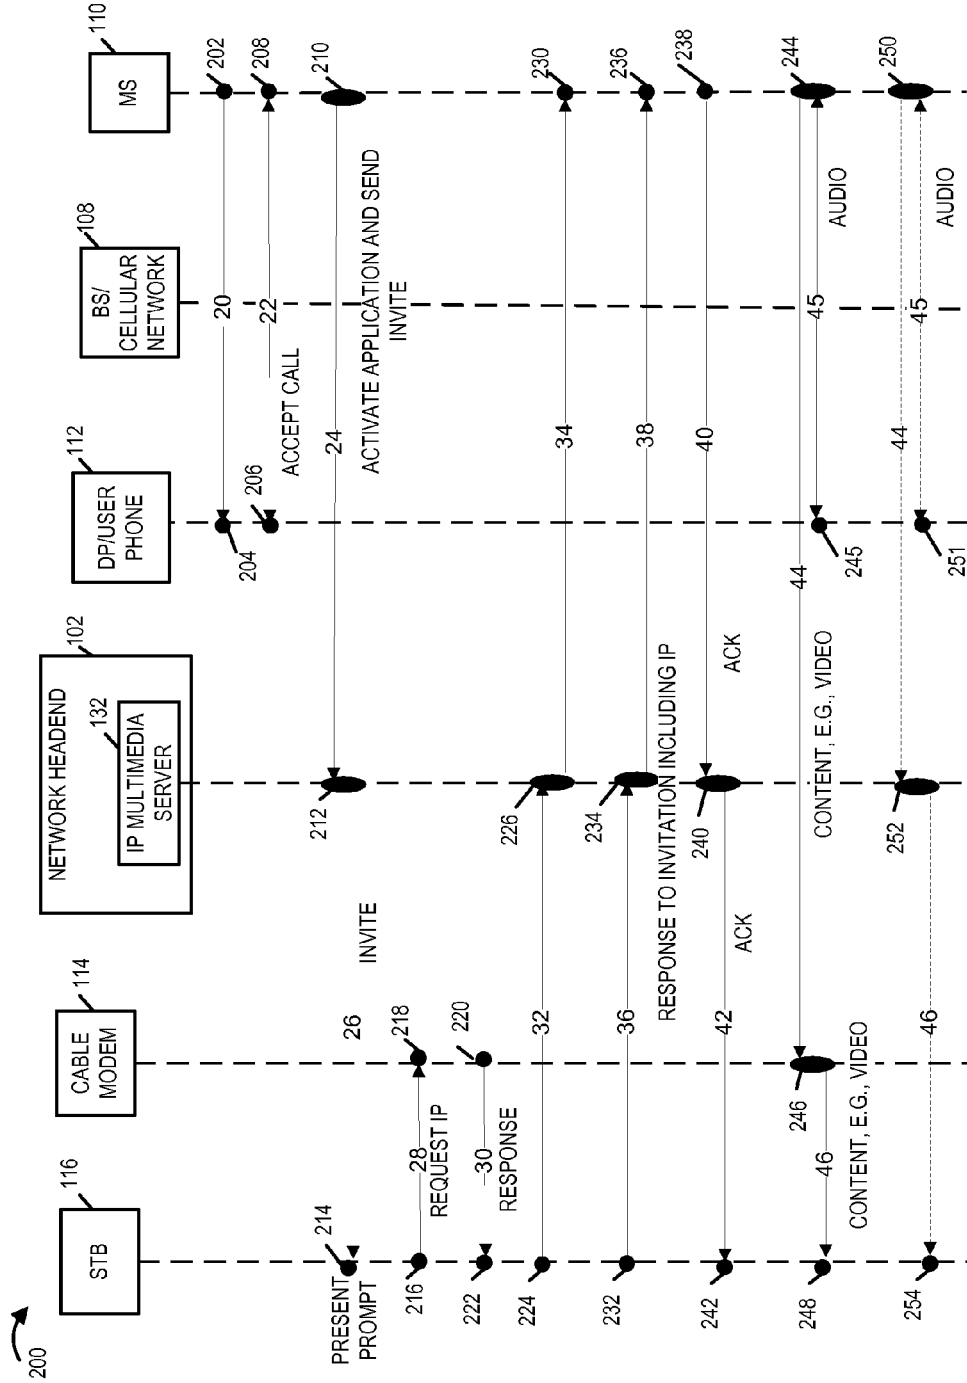 200
116
STB
114
CABLE
MODEM
102
NETWORK HEADEND
132
IP MULTIMEDIA
SERVER
112
DP/USER
PHONE
108
BS/
CELLULAR
NETWORK
110
MS
204
20
202
206
22
208
ACCEPT CALL
212
24
210
ACTIVATE APPLICATION AND SEND
INVITE
PRESENT
PROMPT
214
26
INVITE
216
28
218
REQUEST IP
222
30
220
RESPONSE
224
32
226
34
230
232
36
234
38
236
RESPONSE TO INVITATION INCLUDING IP
242
42
240
40
238
ACK
ACK
246
44
244
245
45
AUDIO
CONTENT, E.G., VIDEO
248
46
CONTENT, E.G., VIDEO
252
44
250
251
45
AUDIO
254
46